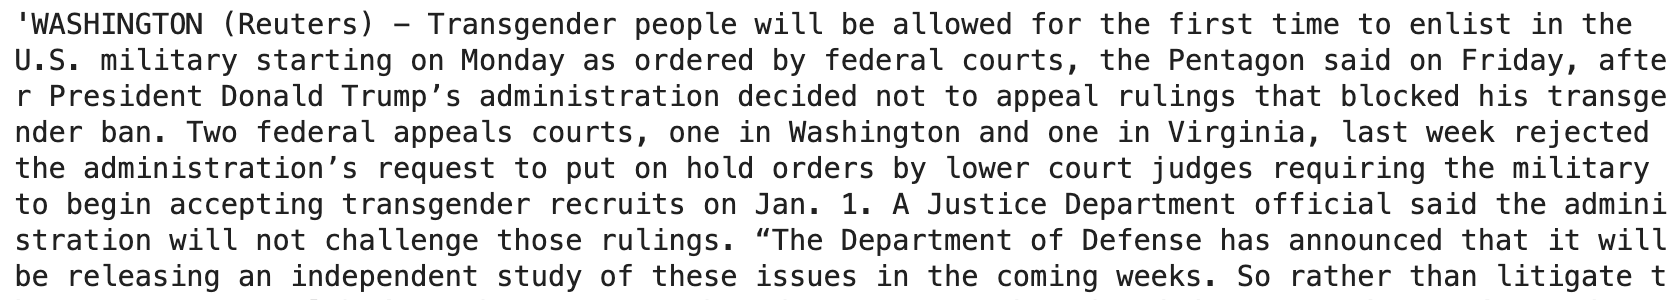 'WASHINGTON (Reuters) - Transgender people will be allowed for the first time to enlist in the
U.S. military starting on Monday as ordered by federal courts, the Pentagon said on Friday, afte
r President Donald Trump’s administration decided not to appeal rulings that blocked his transge
nder ban. Two federal appeals courts, one in Washington and one in Virginia, last week rejected
the administration’s request to put on hold orders by lower court judges requiring the military
to begin accepting transgender recruits on Jan. 1. A Justice Department official said the admini
stration will not challenge those rulings. “The Department of Defense has announced that it will
be releasing an independent study of these issues in the coming weeks. So rather than litigate t